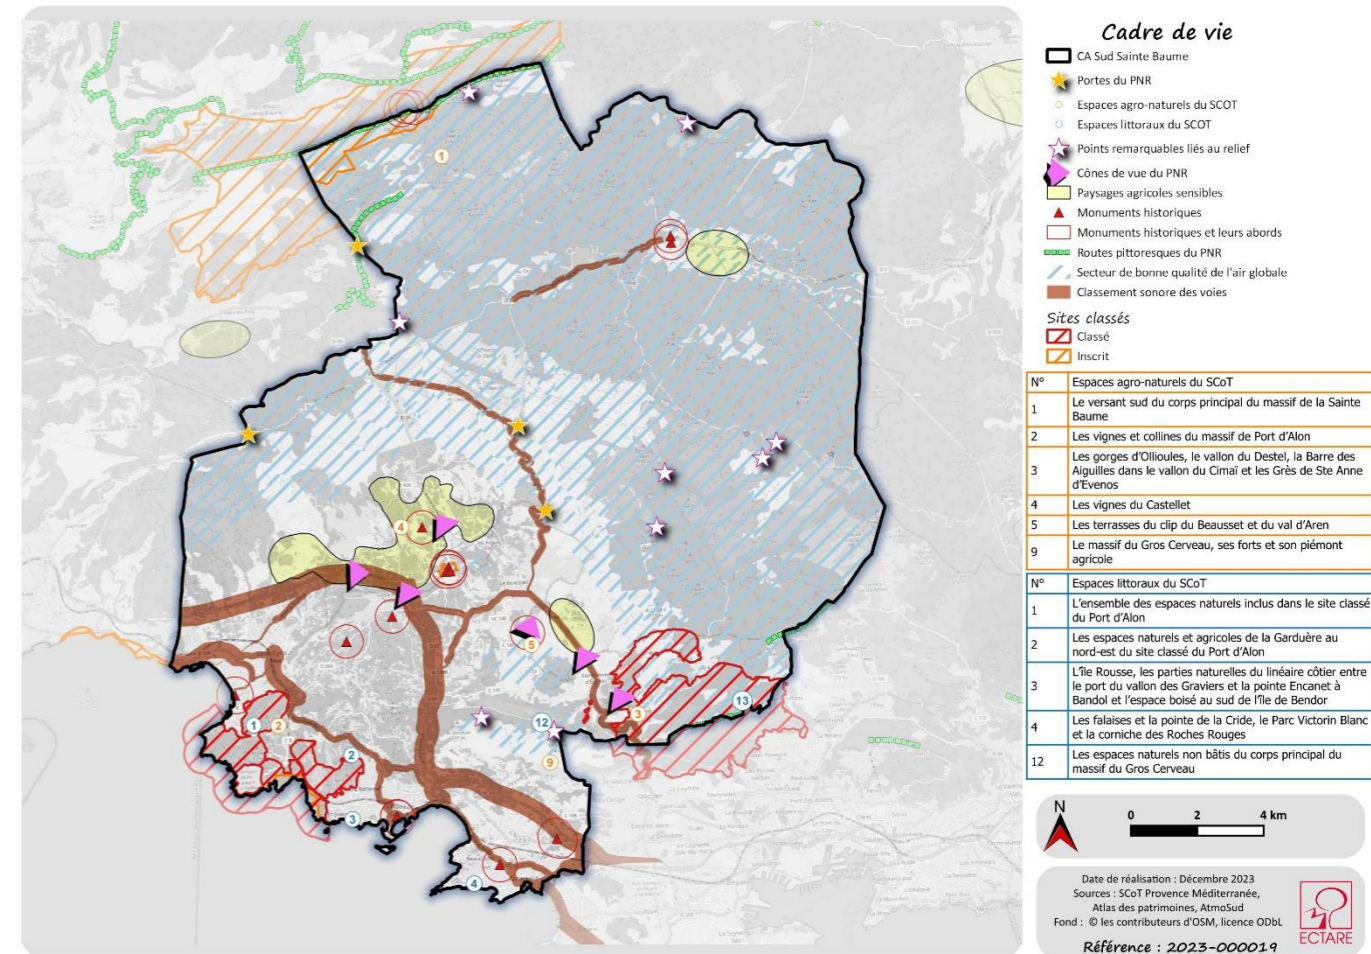 Cadre de vie
CA Sud Sainte Baume
Portes du PNR
Espaces agro-naturels du SCOT
Espaces littoraux du SCOT
Points remarquables liés au relief
Cônes de vue du PNR
Paysages agricoles sensibles
Monuments historiques
Monuments historiques et leurs abords
Routes pittoresques du PNR
Secteur de bonne qualité de l'air globale
Classement sonore des voies
Sites classés
Classé
Inscrit
N° Espaces agro-naturels du SCoT
1 Le versant sud du corps principal du massif de la Sainte
Baume
2 Les vignes et collines du massif de Port d'Alon
3 Les gorges d'Ollioules, le vallon du Destel, la Barre des
Aiguilles dans le vallon du Cimaï et les Grès de Ste Anne
d'Evenos
4 Les vignes du Castellet
5 Les terrasses du clip du Beausset et du val d'Aren
9 Le massif du Gros Cerveau, ses forts et son piémont
agricole
N° Espaces littoraux du SCoT
1 L'ensemble des espaces naturels inclus dans le site classé
du Port d'Alon
2 Les espaces naturels et agricoles de la Garduère au
nord-est du site classé du Port d'Alon
3 L'île Rousse, les parties naturelles du linéaire côtier entre
le port du vallon des Graviers et la pointe Encanet à
Bandol et l'espace boisé au sud de l'île de Bendor
4 Les falaises et la pointe de la Cride, le Parc Victorin Blanc
et la corniche des Roches Rouges
12 Les espaces naturels non bâtis du corps principal du
massif du Gros Cerveau
N
0 2 4 km
Date de réalisation : Décembre 2023
Sources : SCoT Provence Méditerranée,
Atlas des patrimoines, AtmoSud
Fond : © les contributeurs d'OSM, licence ODbL
Référence : 2023-000019
ECTARE
1
4
5
3
13
12
9
1
2
2
3
4